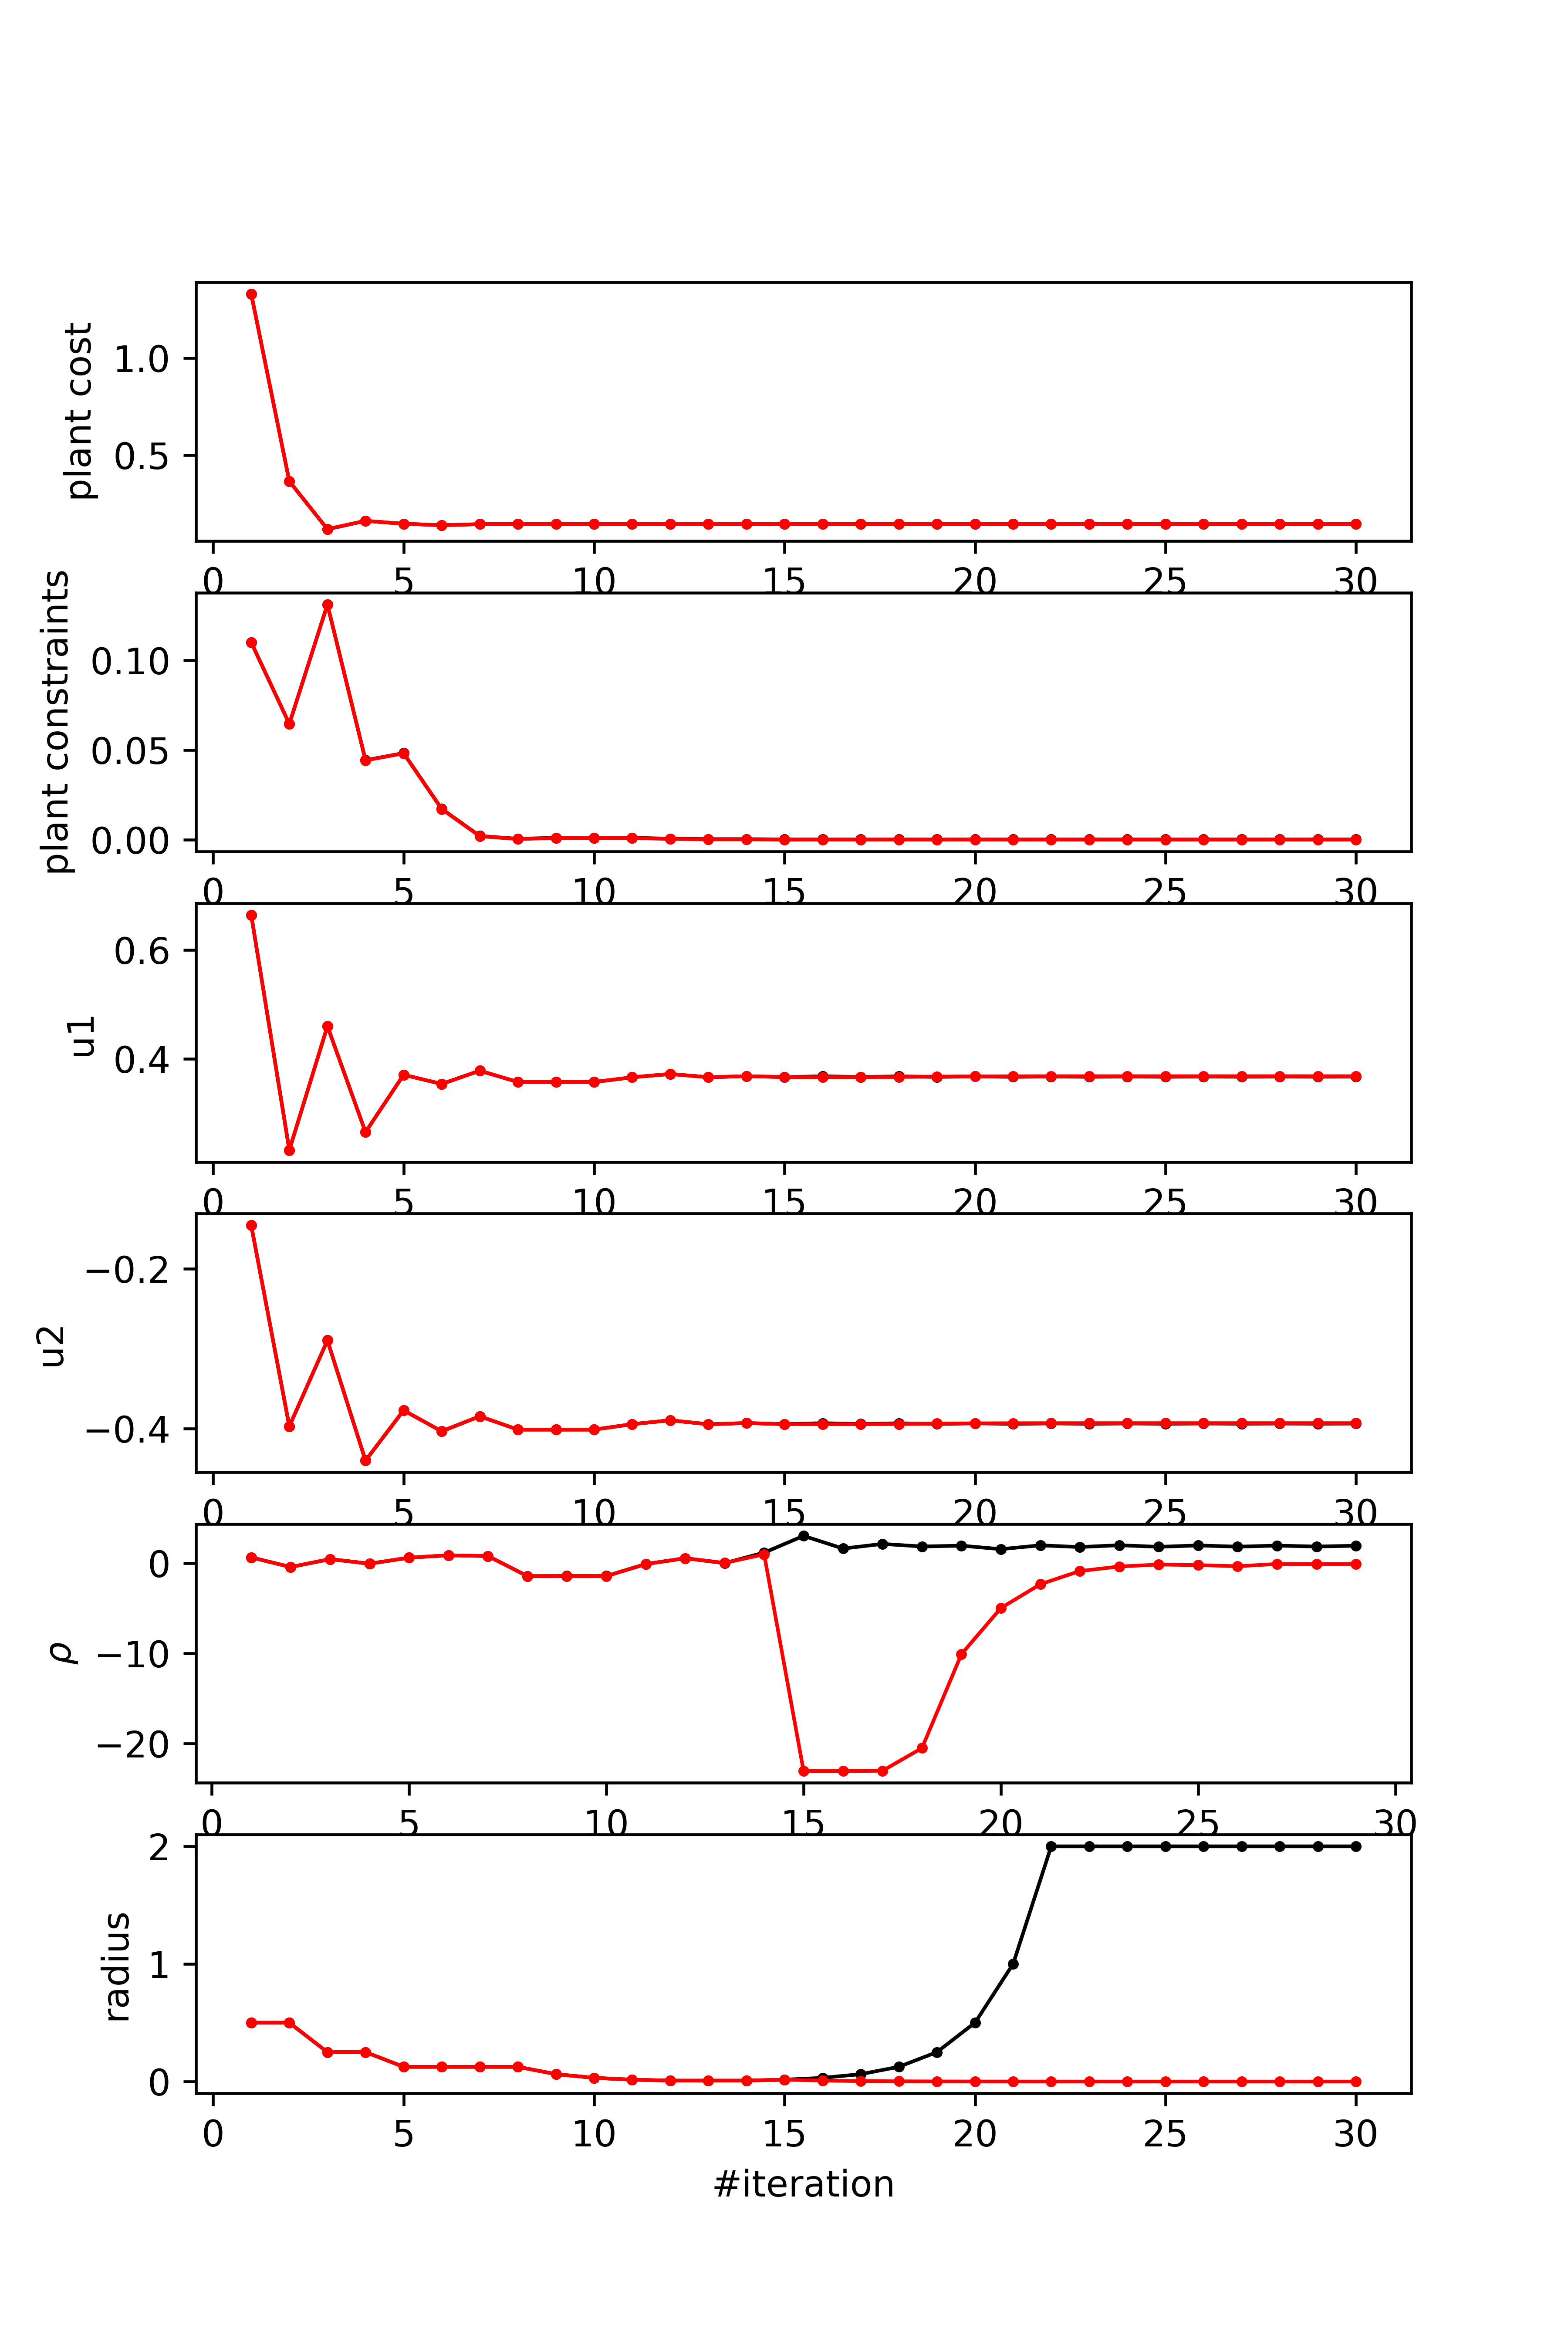 plant cost
1.0
0.5
0 5 10 15 20 25 30
plant constraints
0.10
0.05
0.00
0 5 10 15 20 25 30
u1
0.6
0.4
0 5 10 15 20 25 30
u2
−0.2
−0.4
0 5 10 15 20 25 30
ρ
0
−10
−20
0 5 10 15 20 25 30
radius
2
1
0
0 5 10 15 20 25 30
#iteration